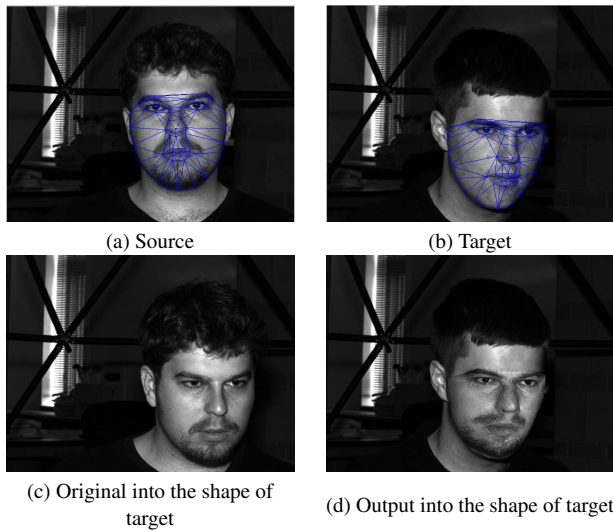 (a) Source
(b) Target
(c) Original into the shape of
target
(d) Output into the shape of target